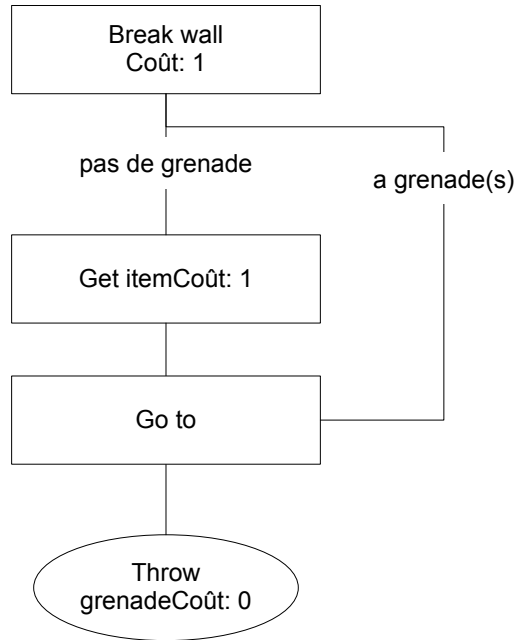 Break wall
Coût: 1
pas de grenade
a grenade(s)
Get itemCoût: 1
Go to
Throw
grenadeCoût: 0